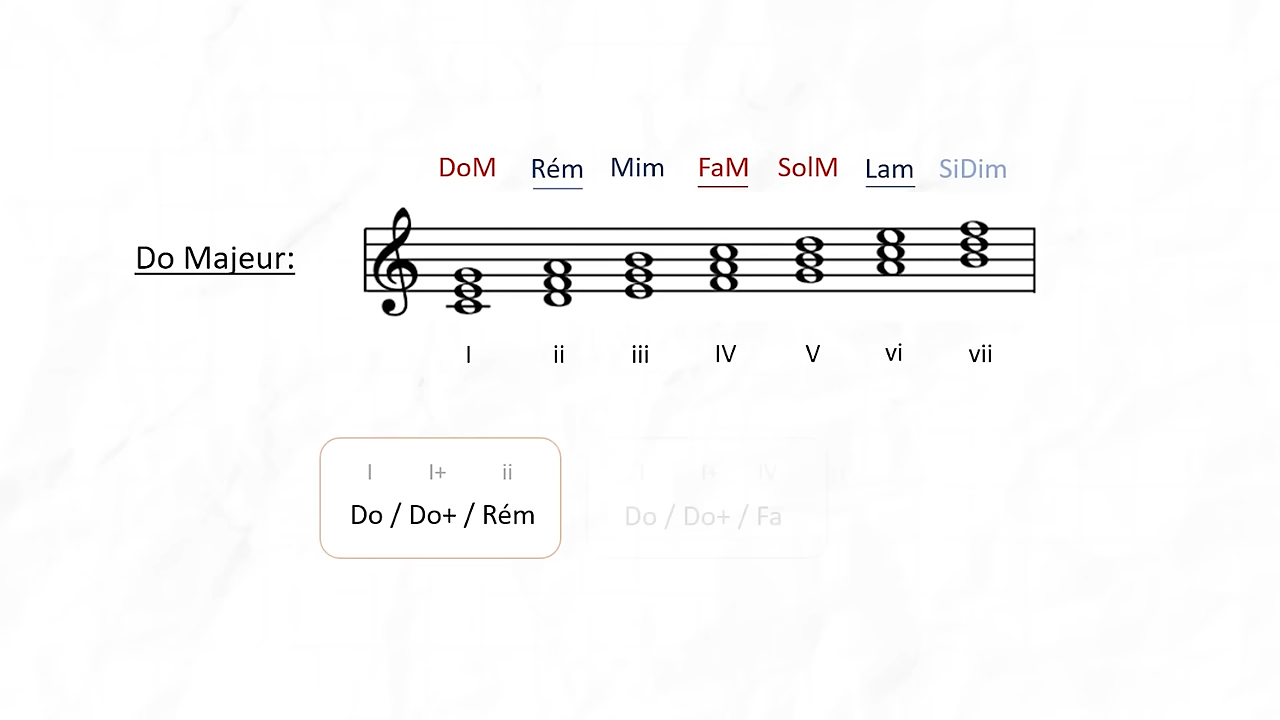 DoM Rém Mim FaM SolM Lam SiDim
Do Majeur:
I ii iii IV V vi vii
I I+ ii
Do / Do+ / Rém
I I+ IV
Do / Do+ / Fa